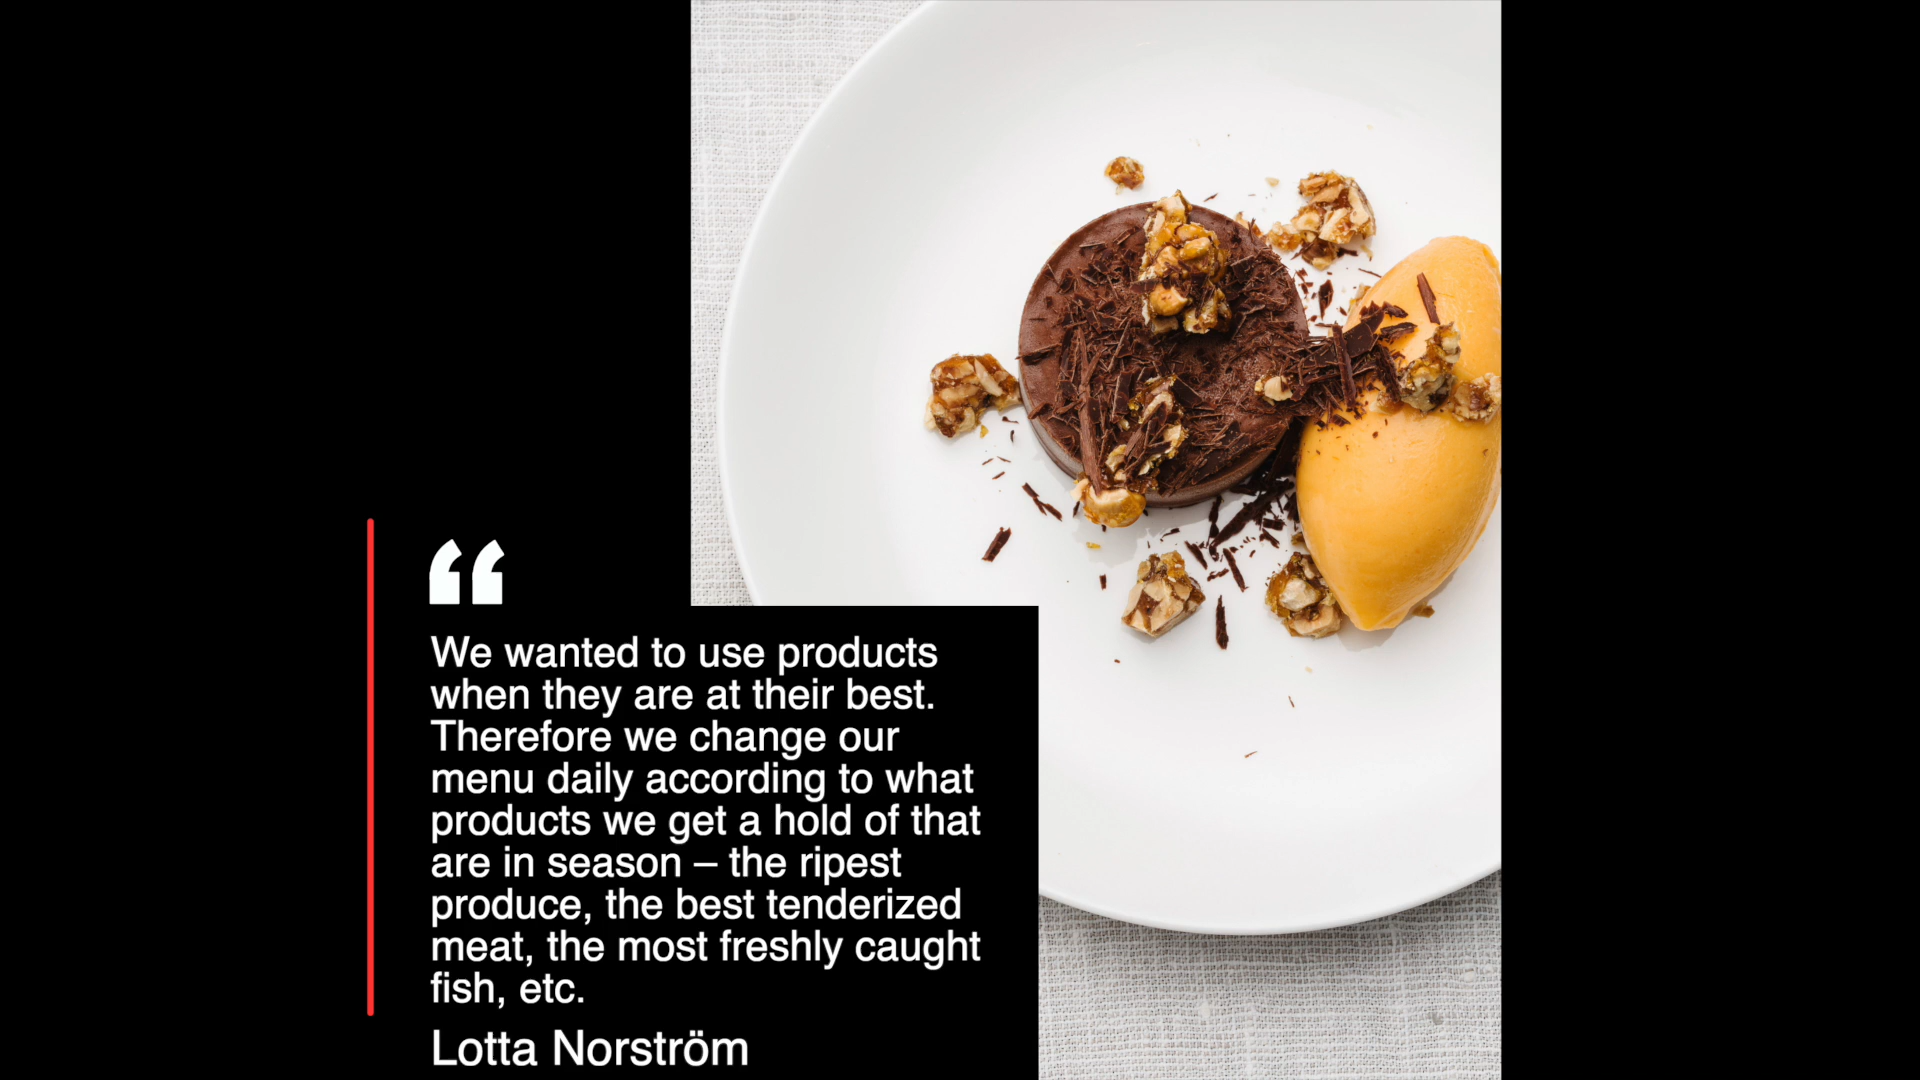 “
We wanted to use products
when they are at their best.
Therefore we change our
menu daily according to what
products we get a hold of that
are in season – the ripest
produce, the best tenderized
meat, the most freshly caught
fish, etc.
Lotta Norström